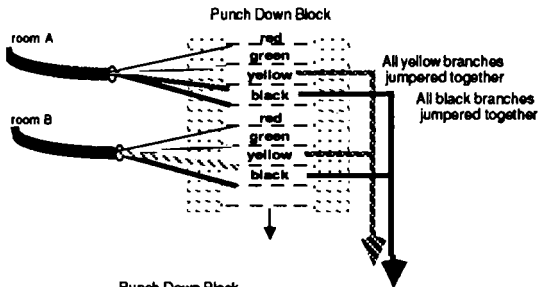 Punch Down Block
room A
red
green
yellow
black
All yellow branches
jumpered together
All black branches
jumpered together
room B
red
green
yellow
black
Punch Down Block